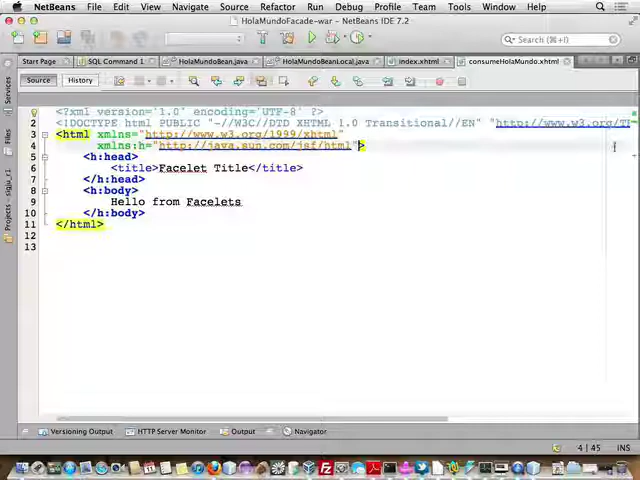 NetBeans File Edit View Navigate Source Refactor Run Debug Profile Team Tools Window Help
HolaMundoFacade-war - NetBeans IDE 7.2
Search (⌘+I)
Start Page SQL Command 1 HolaMundoBean.java HolaMundoBeanLocal.java index.xhtml consumeHolaMundo.xhtml
Source History
Services
Files
Projects - sigju_r1
1 <?xml version='1.0' encoding='UTF-8' ?>
2 <!DOCTYPE html PUBLIC "-//W3C//DTD XHTML 1.0 Transitional//EN" "http://www.w3.org/TR
3 <html xmlns="http://www.w3.org/1999/xhtml"
4 xmlns:h="http://java.sun.com/jsf/html">
5 <h:head>
6 <title>Facelet Title</title>
7 </h:head>
8 <h:body>
9 Hello from Facelets
10 </h:body>
11 </html>
12
13
Versioning Output HTTP Server Monitor Output Navigator
4 | 45 INS